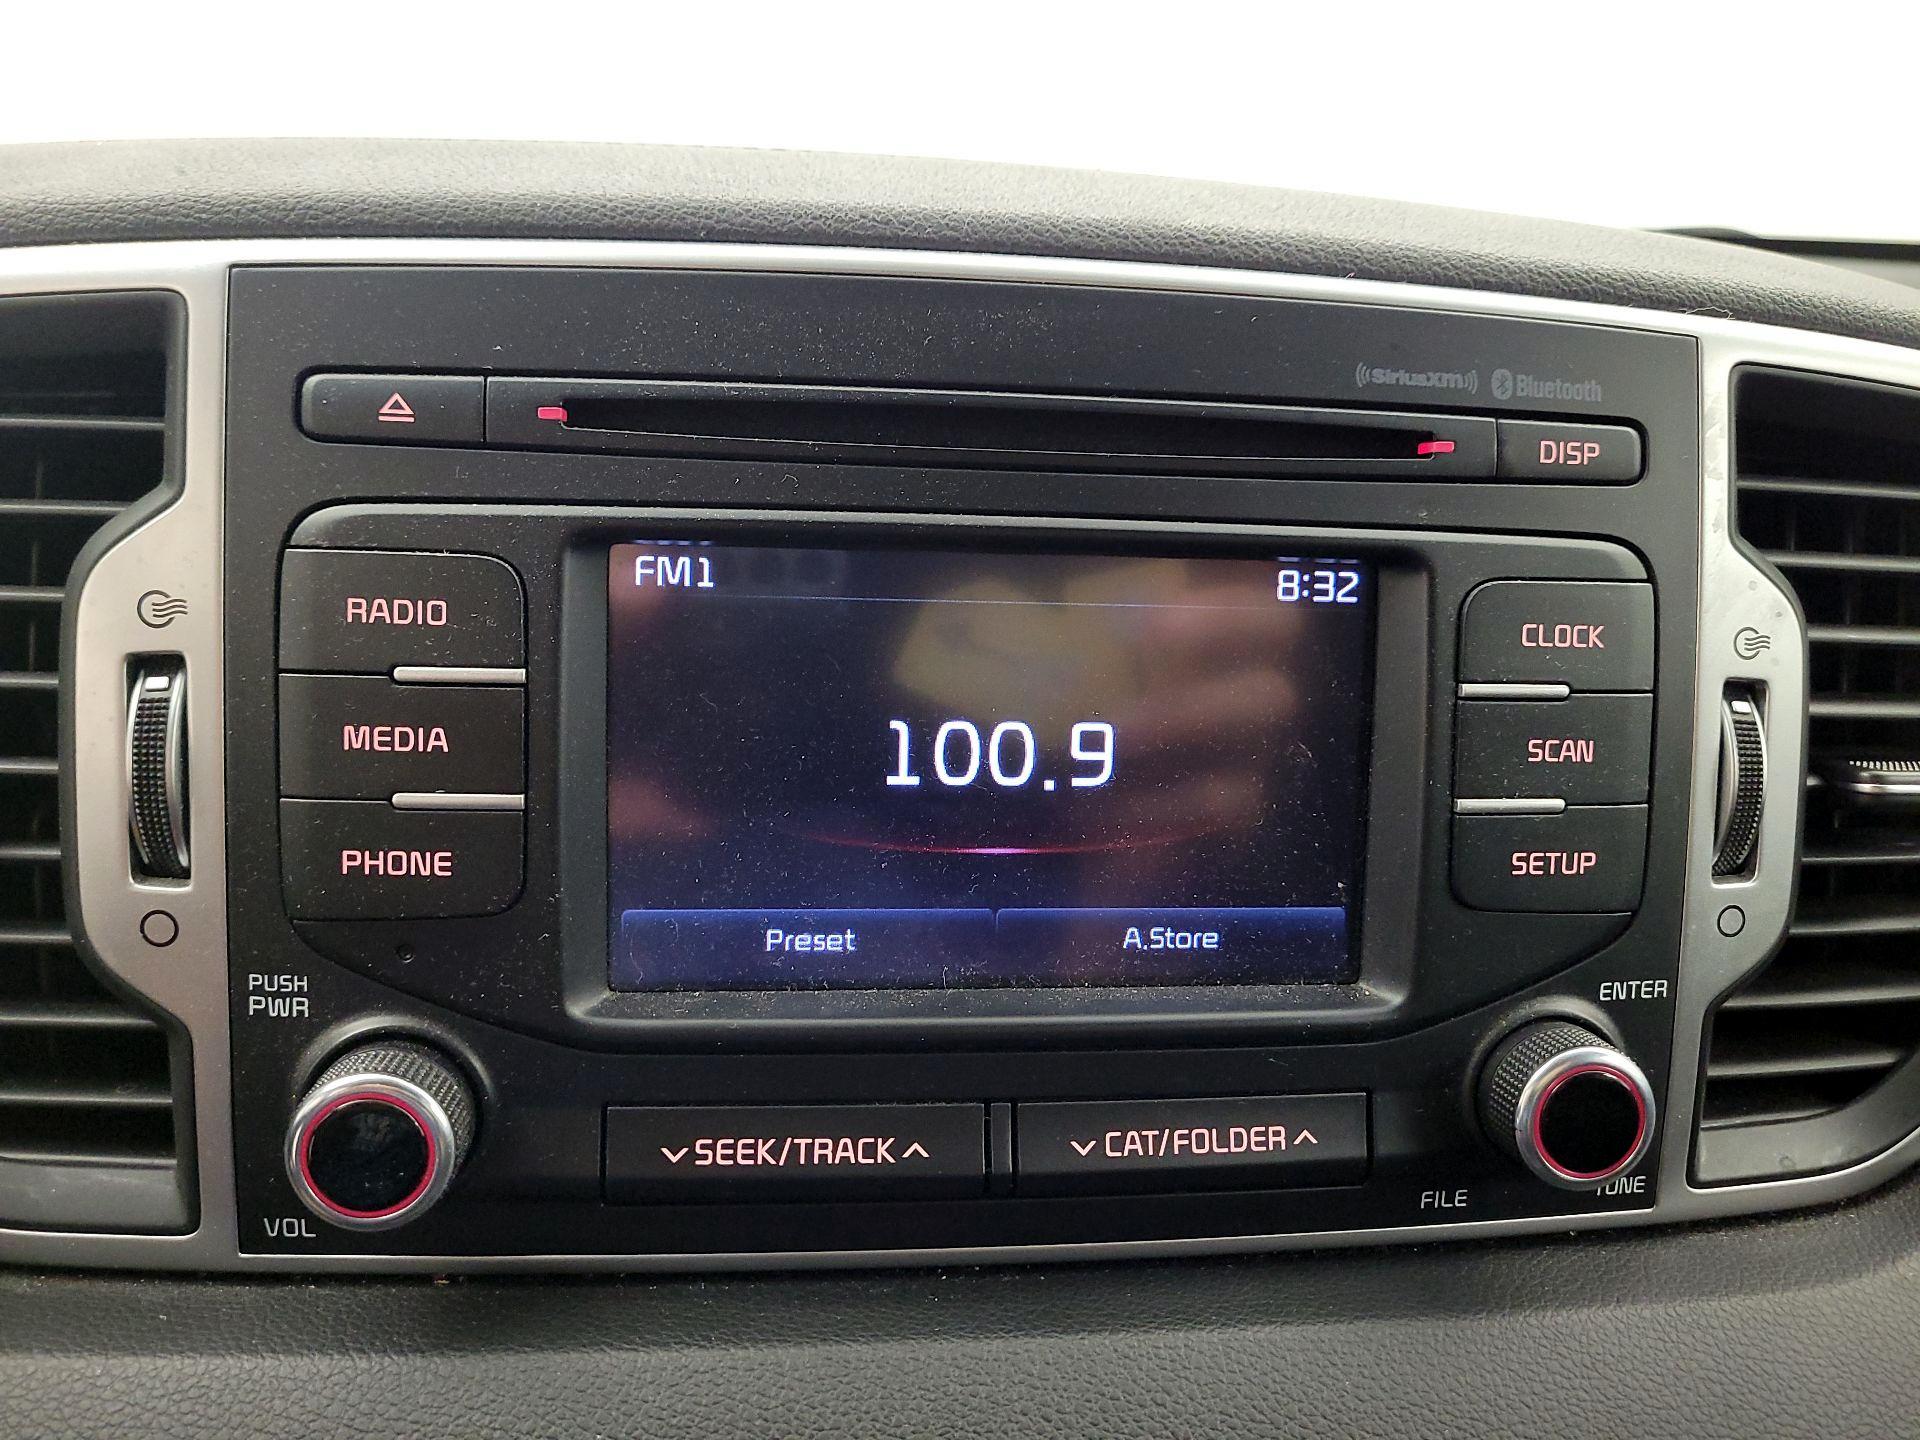 SiriusXM Bluetooth
DISP
FM1 8:32
RADIO
CLOCK
100.9
MEDIA
SCAN
PHONE
SETUP
Preset A.Store
PUSH
PWR
ENTER
SEEK/TRACK
CAT/FOLDER
VOL
FILE
TUNE